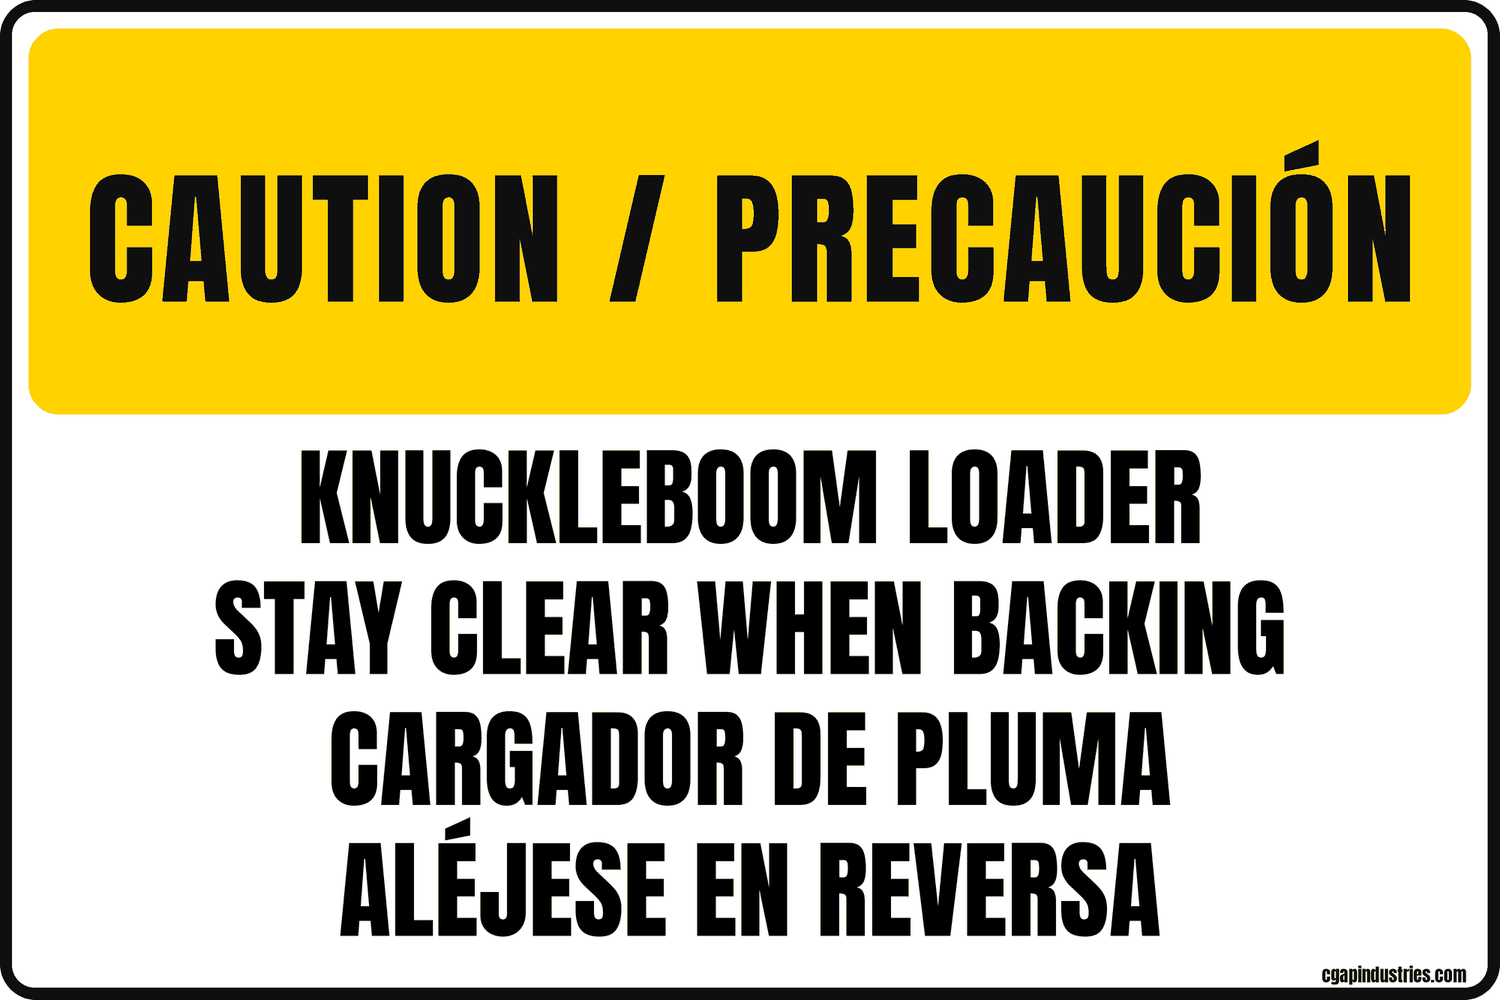 CAUTION / PRECAUCIÓN
KNUCKLEBOOM LOADER
STAY CLEAR WHEN BACKING
CARGADOR DE PLUMA
ALÉJESE EN REVERSA
cgapindustries.com